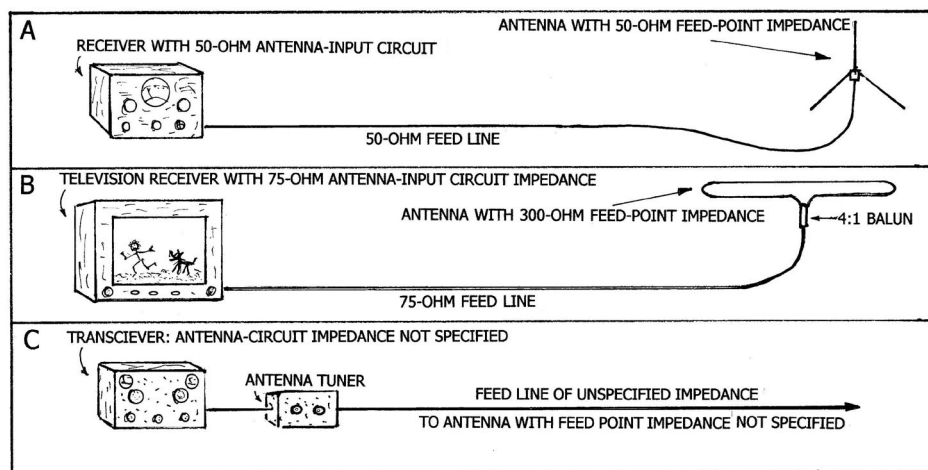 A
ANTENNA WITH 50-OHM FEED-POINT IMPEDANCE
RECEIVER WITH 50-OHM ANTENNA-INPUT CIRCUIT
50-OHM FEED LINE
B
TELEVISION RECEIVER WITH 75-OHM ANTENNA-INPUT CIRCUIT IMPEDANCE
ANTENNA WITH 300-OHM FEED-POINT IMPEDANCE
4:1 BALUN
75-OHM FEED LINE
C
TRANSCIEVER: ANTENNA-CIRCUIT IMPEDANCE NOT SPECIFIED
ANTENNA TUNER
FEED LINE OF UNSPECIFIED IMPEDANCE
TO ANTENNA WITH FEED POINT IMPEDANCE NOT SPECIFIED